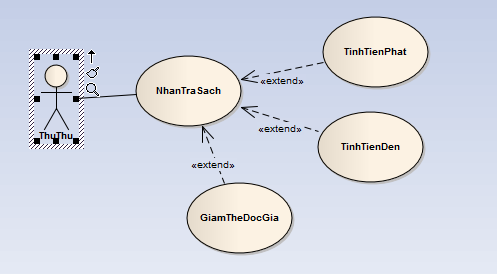 TinhTienPhat
«extend»
NhanTraSach
«extend»
ThuThu
TinhTienDen
«extend»
GiamTheDocGia